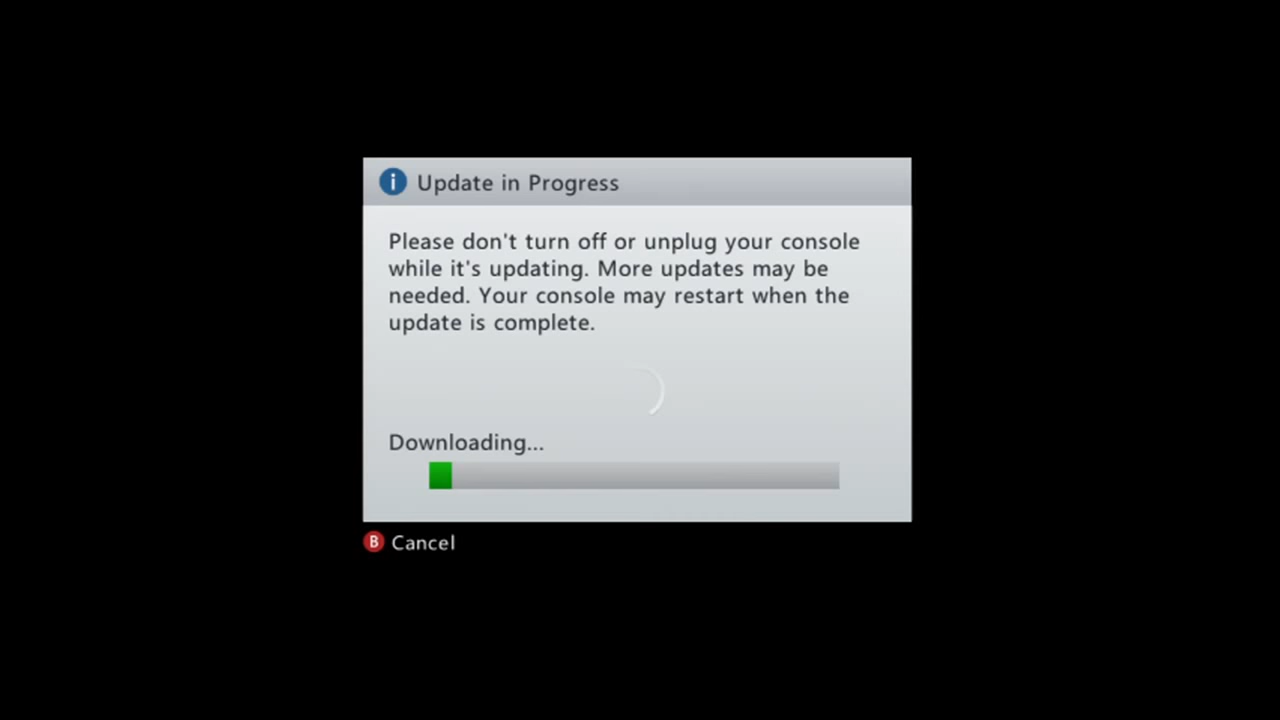 i Update in Progress
Please don't turn off or unplug your console
while it's updating. More updates may be
needed. Your console may restart when the
update is complete.
Downloading...
B Cancel